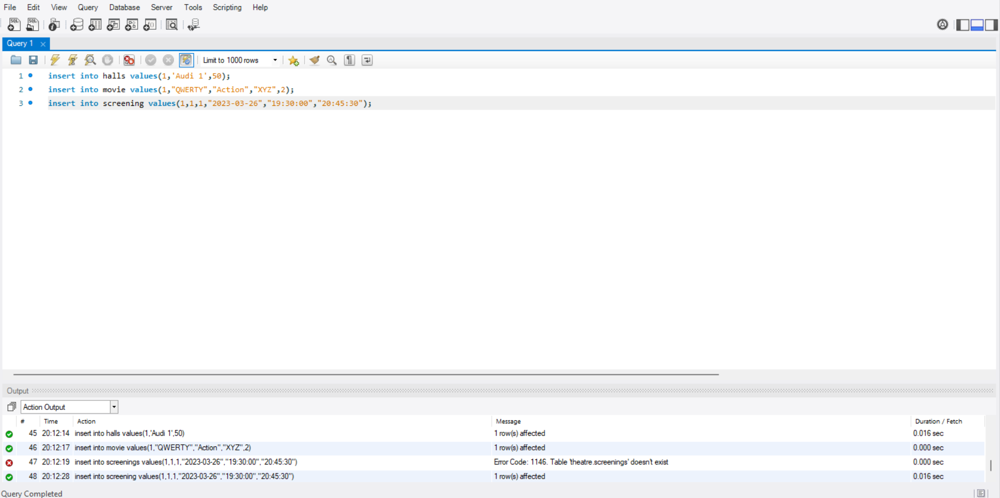 File Edit View Query Database Server Tools Scripting Help
SQL SQL
Query 1
Limit to 1000 rows
1 insert into halls values(1,'Audi 1',50);
2 insert into movie values(1,"QWERTY","Action","XYZ",2);
3 insert into screening values(1,1,1,"2023-03-26","19:30:00","20:45:30");
Output
Action Output
# Time Action Message Duration / Fetch
45 20:12:14 insert into halls values(1,'Audi 1',50) 1 row(s) affected 0.016 sec
46 20:12:17 insert into movie values(1,"QWERTY","Action","XYZ",2) 1 row(s) affected 0.000 sec
47 20:12:19 insert into screenings values(1,1,1,"2023-03-26","19:30:00","20:45:30") Error Code: 1146. Table 'theatre.screenings' doesn't exist 0.000 sec
48 20:12:28 insert into screening values(1,1,1,"2023-03-26","19:30:00","20:45:30") 1 row(s) affected 0.016 sec
Query Completed